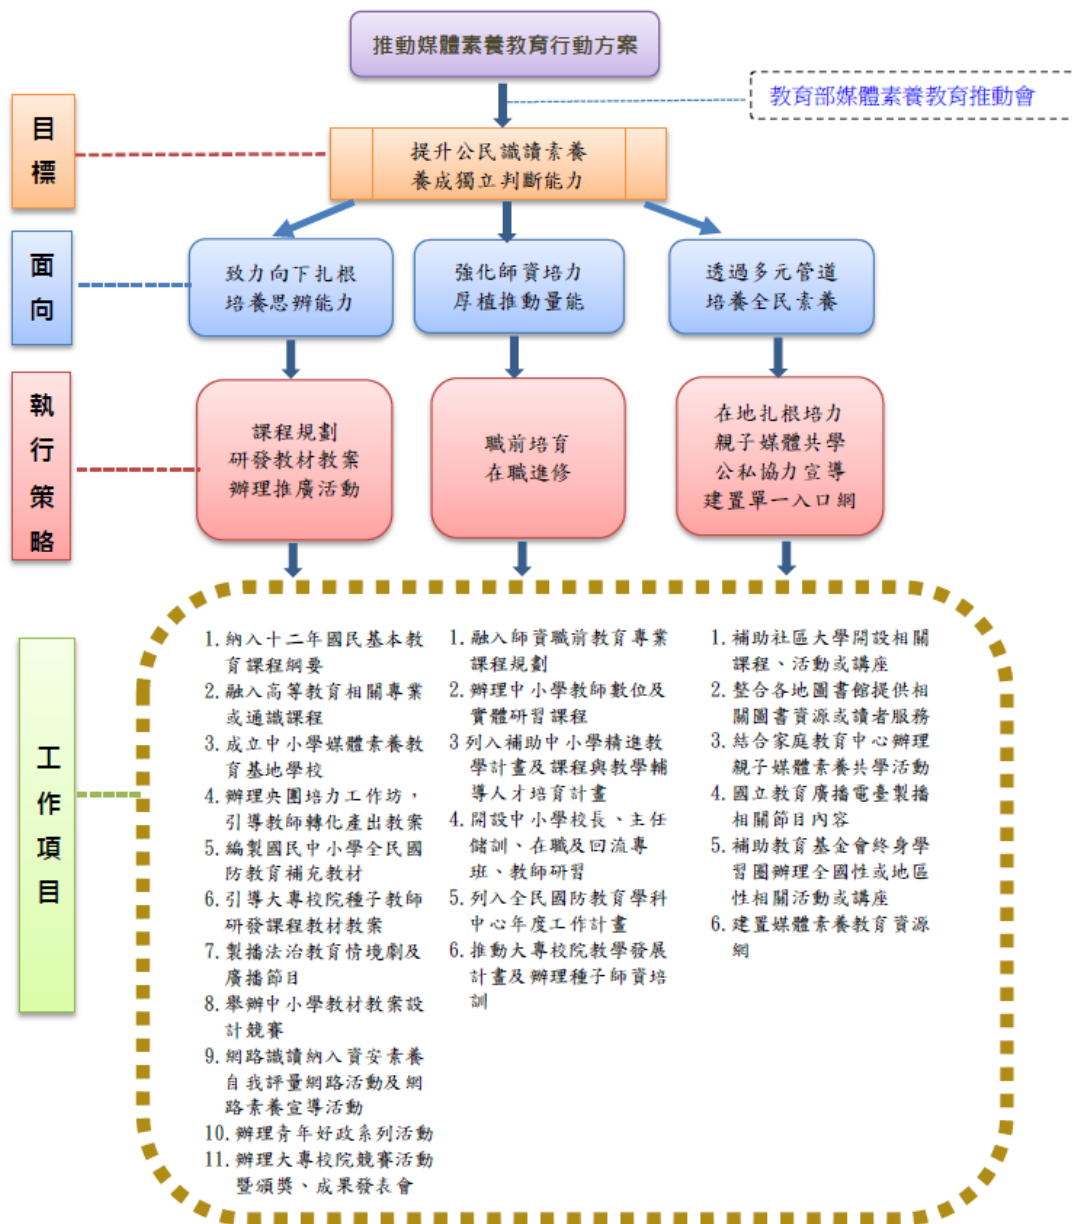 推動媒體素養教育行動方案
教育部媒體素養教育推動會
目標
提升公民識讀素養
養成獨立判斷能力
面向
致力向下扎根
培養思辨能力
強化師資培力
厚植推動量能
透過多元管道
培養全民素養
執行策略
課程規劃
研發教材教案
辦理推廣活動
職前培育
在職進修
在地扎根培力
親子媒體共學
公私協力宣導
建置單一入口網
工作項目
1. 納入十二年國民基本教
育課程綱要
2. 融入高等教育相關專業
或通識課程
3. 成立中小學媒體素養教
育基地學校
4. 辦理央團培力工作坊，
引導教師轉化產出教案
5. 編製國民中小學全民國
防教育補充教材
6. 引導大專校院種子教師
研發課程教材教案
7. 製播法治教育情境劇及
廣播節目
8. 舉辦中小學教材教案設
計競賽
9. 網路識讀納入資安素養
自我評量網路活動及網
路素養宣導活動
10. 辦理青年好政系列活動
11. 辦理大專校院競賽活動
暨頒獎、成果發表會
1. 融入師資職前教育專業
課程規劃
2. 辦理中小學教師數位及
實體研習課程
3 列入補助中小學精進教
學計畫及課程與教學輔
導人才培育計畫
4. 開設中小學校長、主任
儲訓、在職及回流專
班、教師研習
5. 列入全民國防教育學科
中心年度工作計畫
6. 推動大專校院教學發展
計畫及辦理種子師資培
訓
1. 補助社區大學開設相關
課程、活動或講座
2. 整合各地圖書館提供相
關圖書資源或讀者服務
3. 結合家庭教育中心辦理
親子媒體素養共學活動
4. 國立教育廣播電臺製播
相關節目內容
5. 補助教育基金會終身學
習圈辦理全國性或地區
性相關活動或講座
6. 建置媒體素養教育資源
網